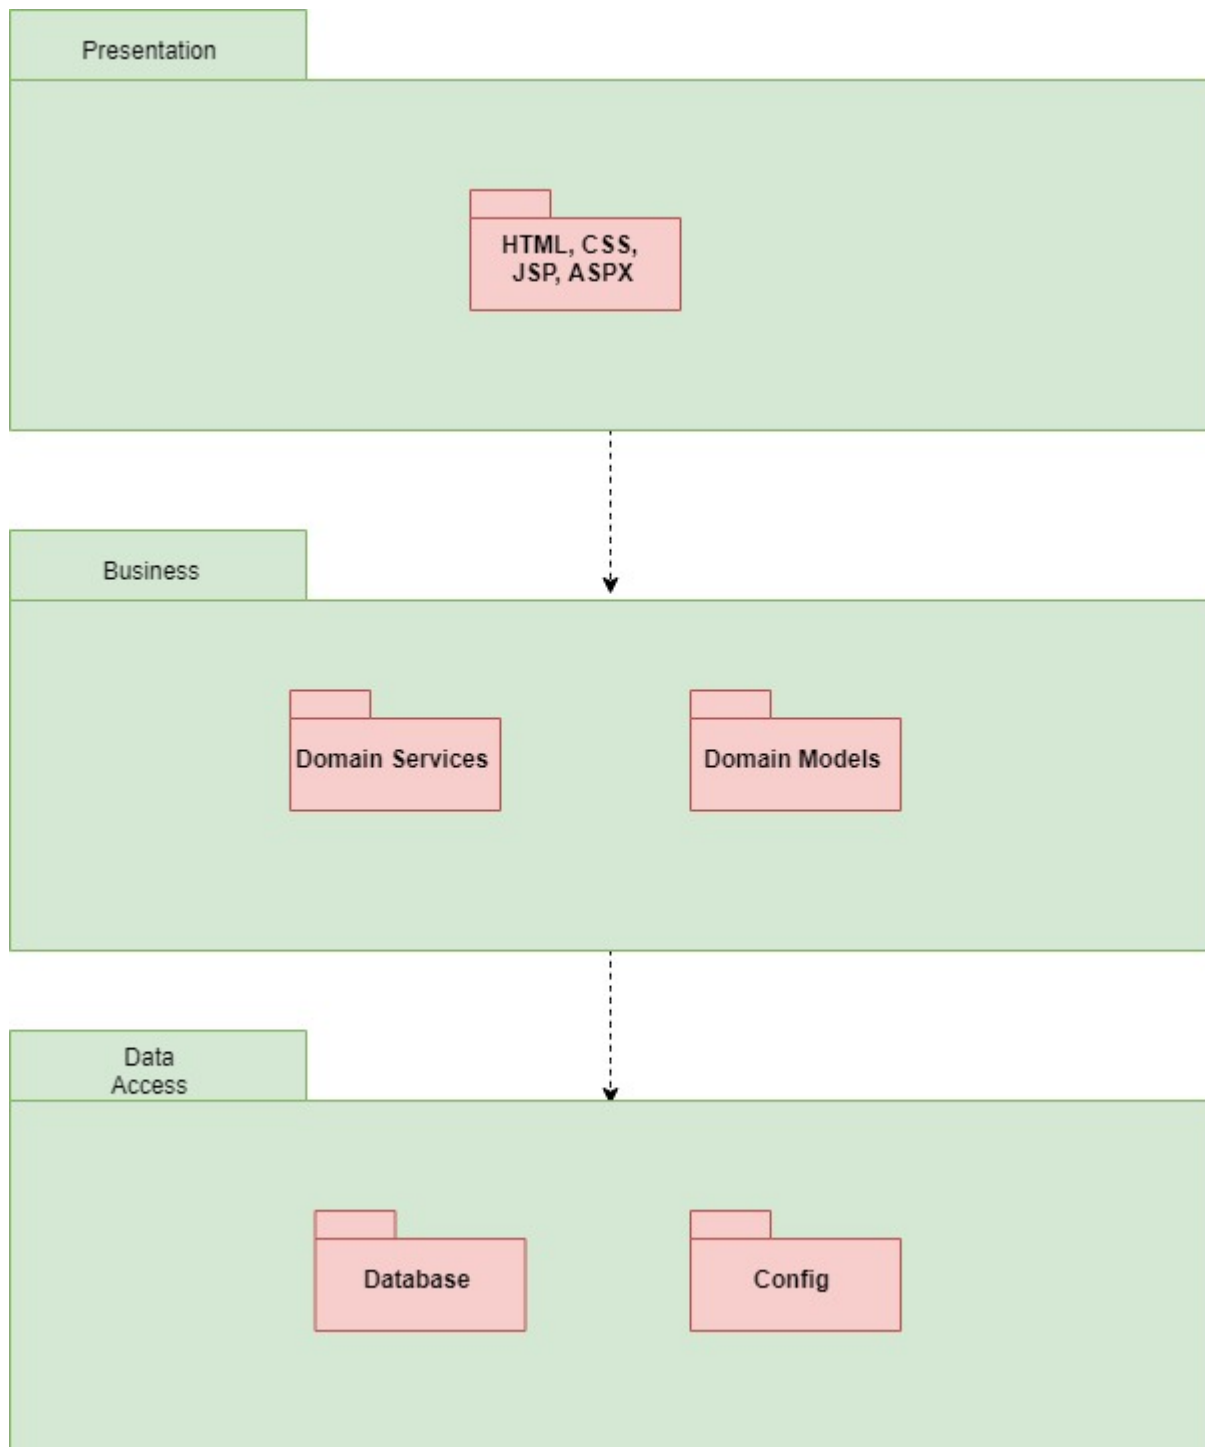 Presentation
HTML, CSS,
JSP, ASPX
Business
Domain Services
Domain Models
Data
Access
Database
Config